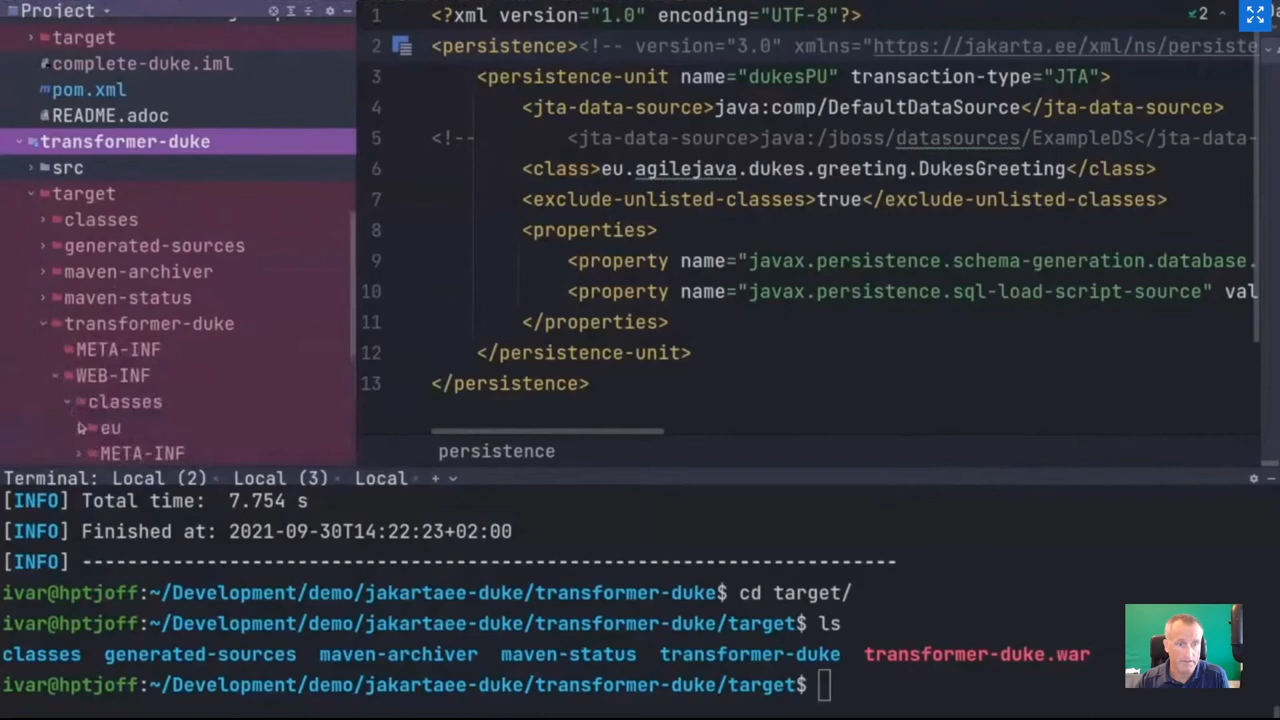 Project
target
complete-duke.iml
pom.xml
README.adoc
transformer-duke
src
target
classes
generated-sources
maven-archiver
maven-status
transformer-duke
META-INF
WEB-INF
classes
eu
META-INF
2
1 <?xml version="1.0" encoding="UTF-8"?>
2 <persistence><!-- version="3.0" xmlns="https://jakarta.ee/xml/ns/persiste
3 <persistence-unit name="dukesPU" transaction-type="JTA">
4 <jta-data-source>java:comp/DefaultDataSource</jta-data-source>
5 <!-- <jta-data-source>java:/jboss/datasources/ExampleDS</jta-data-
6 <class>eu.agilejava.dukes.greeting.DukesGreeting</class>
7 <exclude-unlisted-classes>true</exclude-unlisted-classes>
8 <properties>
9 <property name="javax.persistence.schema-generation.database.
10 <property name="javax.persistence.sql-load-script-source" val
11 </properties>
12 </persistence-unit>
13 </persistence>
persistence
Terminal: Local (2) Local (3) Local
[INFO] Total time: 7.754 s
[INFO] Finished at: 2021-09-30T14:22:23+02:00
[INFO] ------------------------------------------------------------------------
ivar@hptjoff:~/Development/demo/jakartaee-duke/transformer-duke$ cd target/
ivar@hptjoff:~/Development/demo/jakartaee-duke/transformer-duke/target$ ls
classes generated-sources maven-archiver maven-status transformer-duke transformer-duke.war
ivar@hptjoff:~/Development/demo/jakartaee-duke/transformer-duke/target$